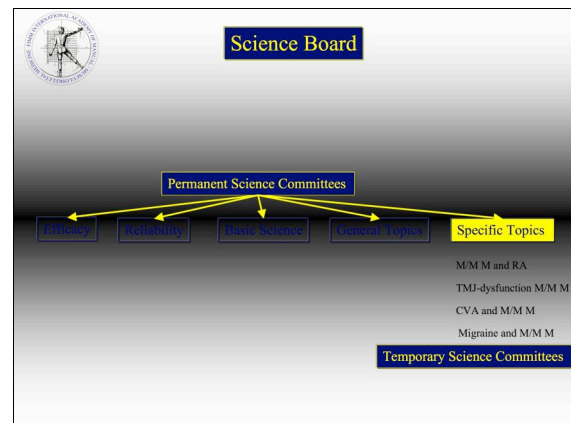 Science Board
Permanent Science Committees
Efficacy
Reliability
Basic Science
General Topics
Specific Topics
M/M M and RA
TMJ-dysfunction M/M M
CVA and M/M M
Migraine and M/M M
Temporary Science Committees